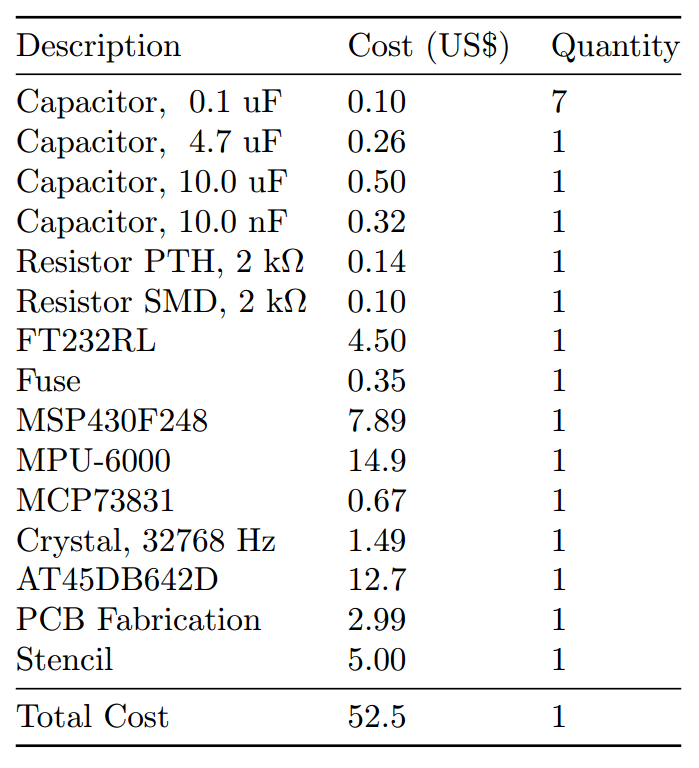 Description Cost (US$) Quantity
Capacitor, 0.1 uF 0.10 7
Capacitor, 4.7 uF 0.26 1
Capacitor, 10.0 uF 0.50 1
Capacitor, 10.0 nF 0.32 1
Resistor PTH, 2 kΩ 0.14 1
Resistor SMD, 2 kΩ 0.10 1
FT232RL 4.50 1
Fuse 0.35 1
MSP430F248 7.89 1
MPU-6000 14.9 1
MCP73831 0.67 1
Crystal, 32768 Hz 1.49 1
AT45DB642D 12.7 1
PCB Fabrication 2.99 1
Stencil 5.00 1
Total Cost 52.5 1